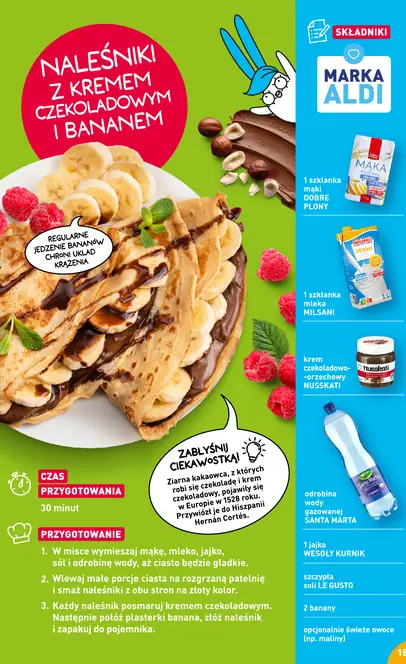 NALEŚNIKI
Z KREMEM
CZEKOLADOWYM
I BANANEM
REGULARNE
JEDZENIE BANANÓW
CHRONI UKŁAD
KRĄŻENIA
ZABŁYŚNIJ
CIEKAWOSTKĄ!
Ziarna kakaowca, z których
robi się czekoladę i krem
czekoladowy, pojawiły się
w Europie w 1528 roku.
Przywiózł je do Hiszpanii
Hernán Cortés.
CZAS
PRZYGOTOWANIA
30 minut
PRZYGOTOWANIE
1. W misce wymieszaj mąkę, mleko, jajko,
sól i odrobinę wody, aż ciasto będzie gładkie.
2. Wlewaj małe porcje ciasta na rozgrzaną patelnię
i smaż naleśniki z obu stron na złoty kolor.
3. Każdy naleśnik posmaruj kremem czekoladowym.
Następnie połóż plasterki banana, złóż naleśnik
i zapakuj do pojemnika.
SKŁADNIKI
MARKA
ALDI
1 szklanka
mąki
DOBRE
PLONY
MĄKA
1 szklanka
mleka
MILSANI
MILSANI
Mleko
krem
czekoladowo-
-orzechowy
NUSSKATI
nusskati
odrobina
wody
gazowanej
SANTA MARTA
1 jajko
WESOŁY KURNIK
szczypta
soli LE GUSTO
2 banany
opcjonalnie świeże owoce
(np. maliny)
18